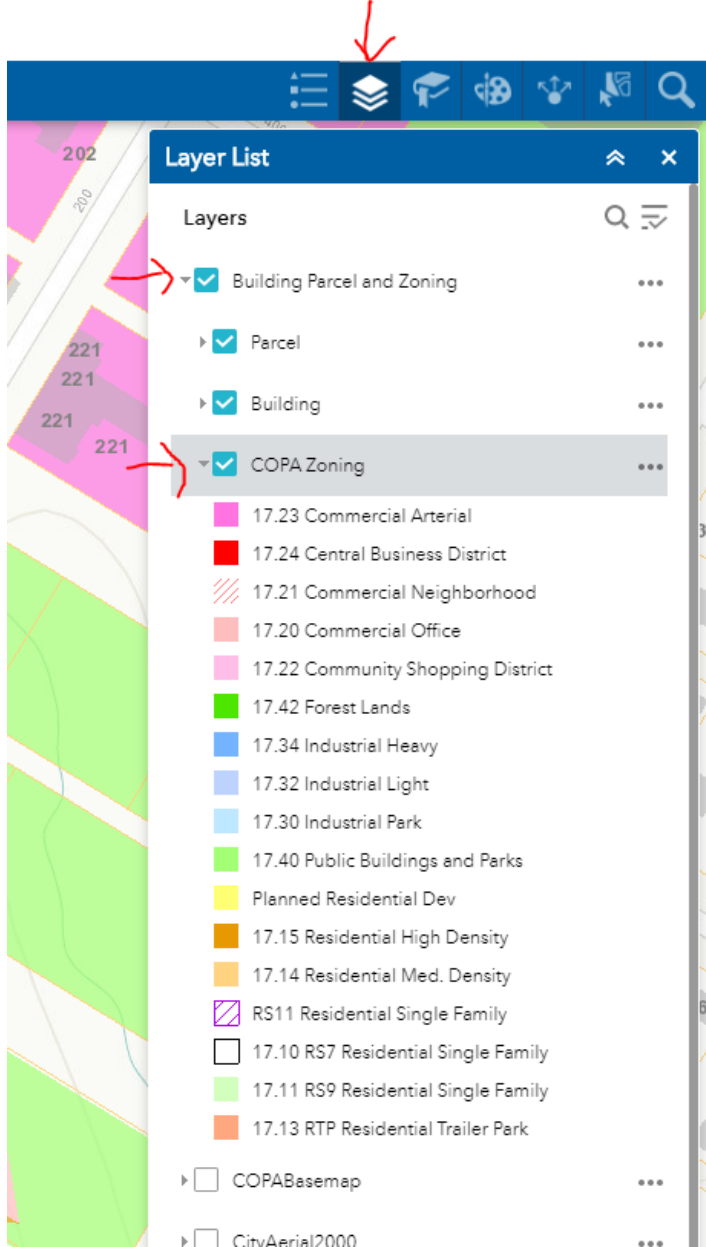 202
200
Layer List
Layers
Building Parcel and Zoning
Parcel
221
221
Building
221
221
COPA Zoning
17.23 Commercial Arterial
17.24 Central Business District
17.21 Commercial Neighborhood
17.20 Commercial Office
17.22 Community Shopping District
17.42 Forest Lands
17.34 Industrial Heavy
17.32 Industrial Light
17.30 Industrial Park
17.40 Public Buildings and Parks
Planned Residential Dev
17.15 Residential High Density
17.14 Residential Med. Density
RS11 Residential Single Family
17.10 RS7 Residential Single Family
17.11 RS9 Residential Single Family
17.13 RTP Residential Trailer Park
COPABasemap
CityAerial2000